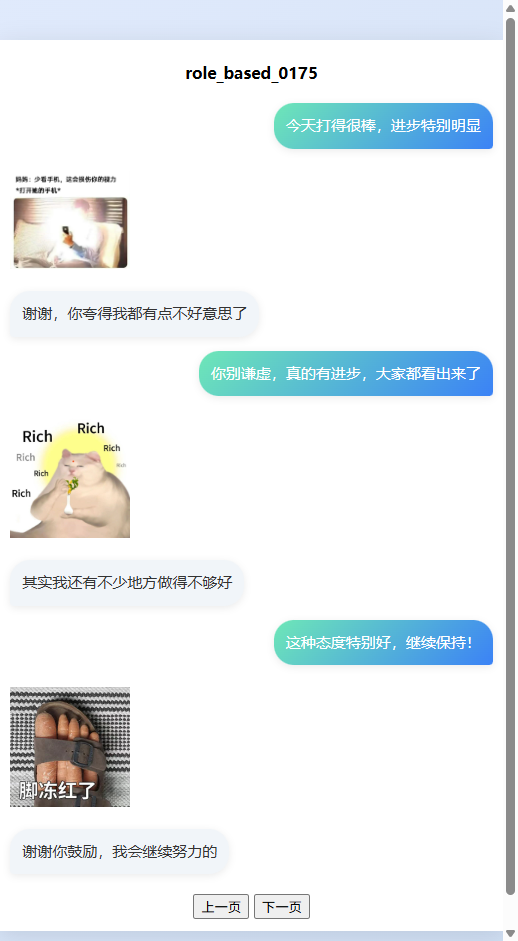 role_based_0175
今天打得很棒，进步特别明显
妈妈：少看手机，这会损伤你的视力
*打开她的手机*
谢谢，你夸得我都有点不好意思了
你别谦虚，真的有进步，大家都看出来了
Rich
Rich
Rich
Rich
Rich
Rich
Rich
其实我还有不少地方做得不够好
这种态度特别好，继续保持！
脚冻红了
谢谢你鼓励，我会继续努力的
上一页 下一页